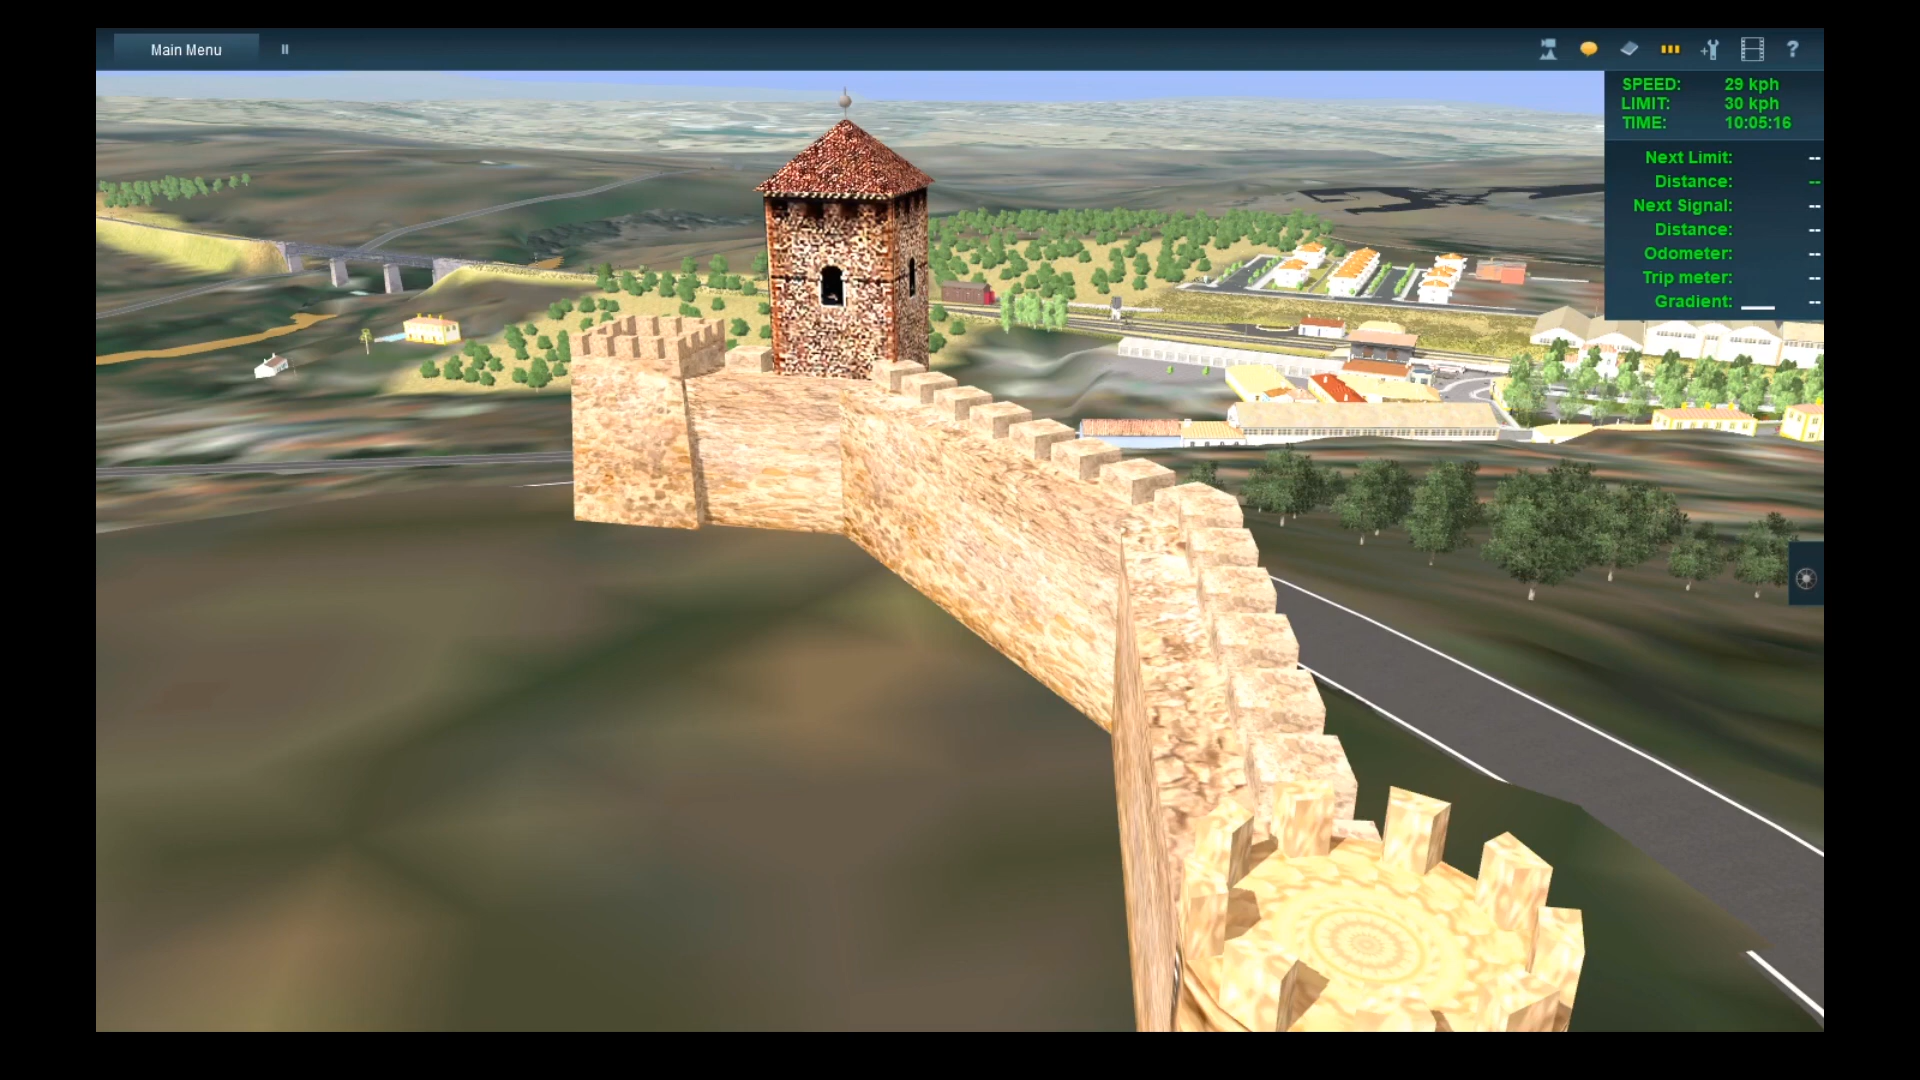 Main Menu
?
SPEED: 29 kph
LIMIT: 30 kph
TIME: 10:05:16
Next Limit: --
Distance: --
Next Signal: --
Distance: --
Odometer: --
Trip meter: --
Gradient: --